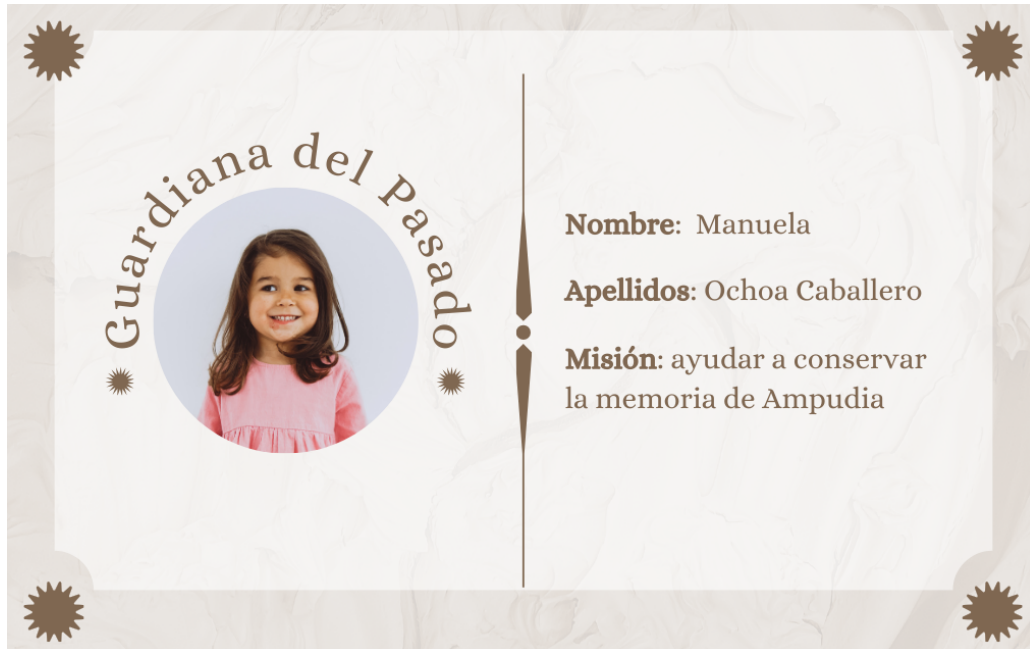 Guardiana del Pasado
Nombre: Manuela
Apellidos: Ochoa Caballero
Misión: ayudar a conservar
la memoria de Ampudia